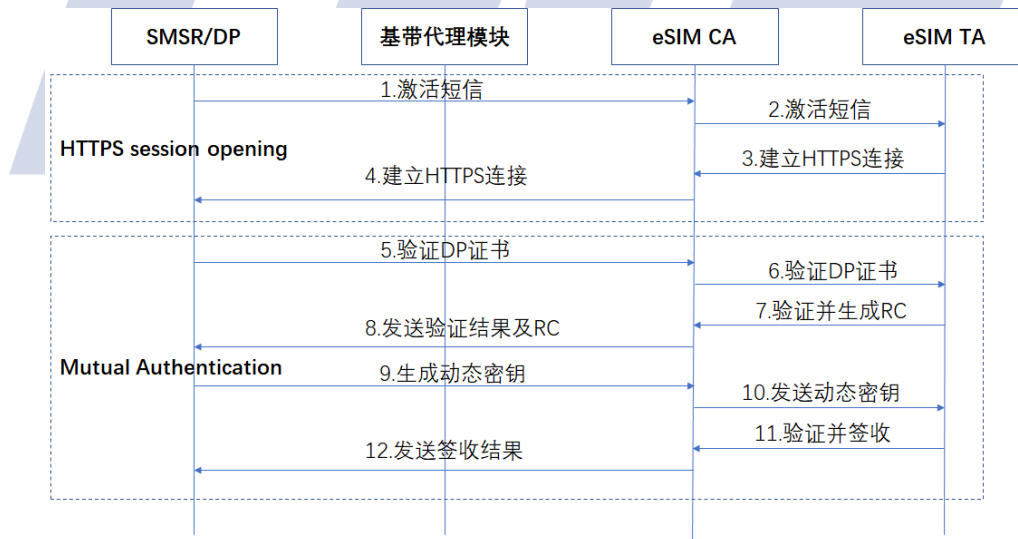 SMSR/DP
基带代理模块
eSIM CA
eSIM TA
1.激活短信
2.激活短信
HTTPS session opening
3.建立HTTPS连接
4.建立HTTPS连接
5.验证DP证书
6.验证DP证书
7.验证并生成RC
8.发送验证结果及RC
Mutual Authentication
9.生成动态密钥
10.发送动态密钥
11.验证并签收
12.发送签收结果